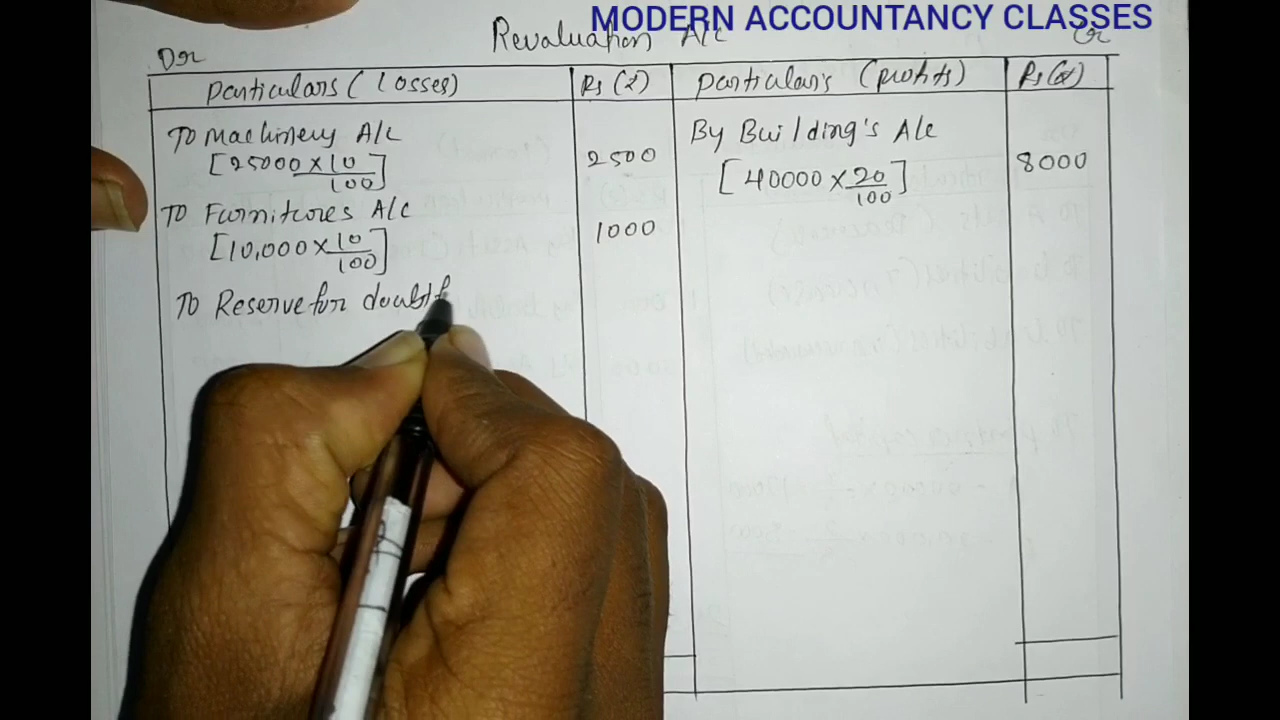 MODERN ACCOUNTANCY CLASSES
Revaluation A/c
Dr
Cr
Particulars (Losses)
Rs (₹)
Particular's (profits)
Rs (₹)
To Machinery A/c
[25000 × 10/100]
2500
To Furnitures A/c
[10,000 × 10/100]
1000
To Reserve for doubtf
By Building's A/c
[40000 × 20/100]
8000